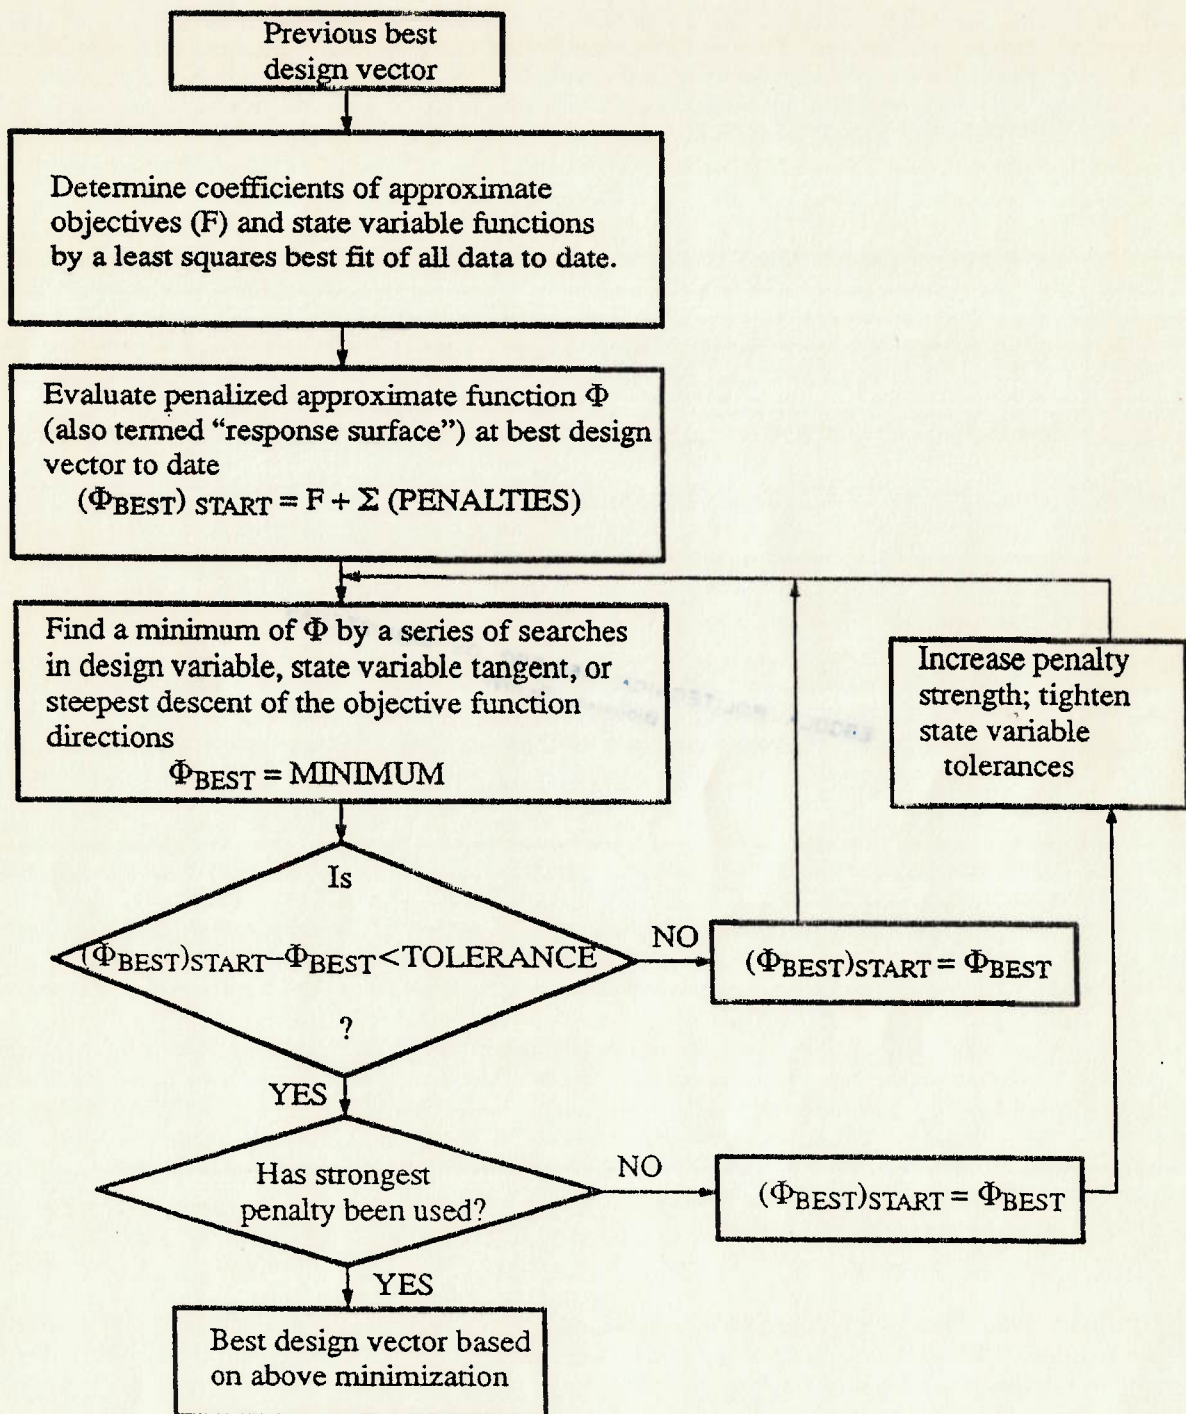 Previous best
design vector
Determine coefficients of approximate
objectives (F) and state variable functions
by a least squares best fit of all data to date.
Evaluate penalized approximate function Φ
(also termed “response surface”) at best design
vector to date
(ΦBEST) START = F + Σ (PENALTIES)
Find a minimum of Φ by a series of searches
in design variable, state variable tangent, or
steepest descent of the objective function
directions
ΦBEST = MINIMUM
Increase penalty
strength; tighten
state variable
tolerances
Is
(ΦBEST)START–ΦBEST<TOLERANCE
?
NO
(ΦBEST)START = ΦBEST
YES
Has strongest
penalty been used?
NO
(ΦBEST)START = ΦBEST
YES
Best design vector based
on above minimization